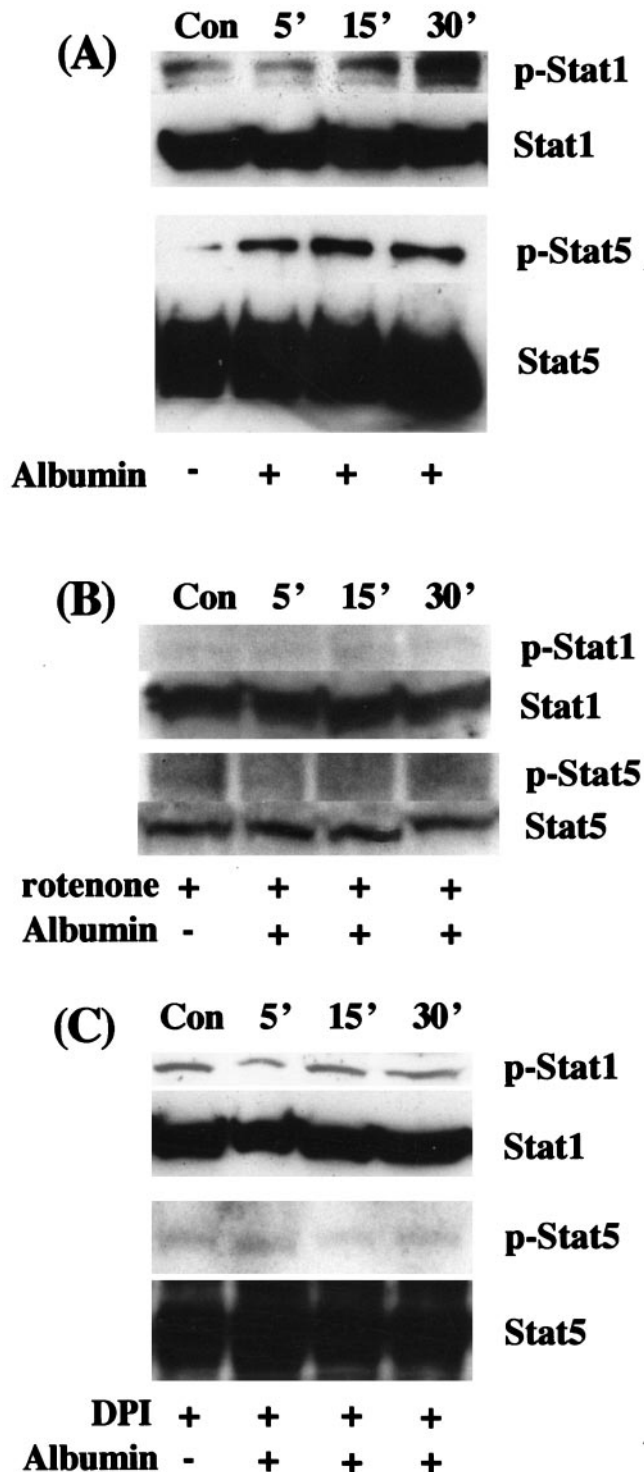 (A) Con 5’ 15’ 30’
p-Stat1
Stat1
p-Stat5
Stat5
Albumin - + + +
(B) Con 5’ 15’ 30’
p-Stat1
Stat1
p-Stat5
Stat5
rotenone + + + +
Albumin - + + +
(C) Con 5’ 15’ 30’
p-Stat1
Stat1
p-Stat5
Stat5
DPI + + + +
Albumin - + + +